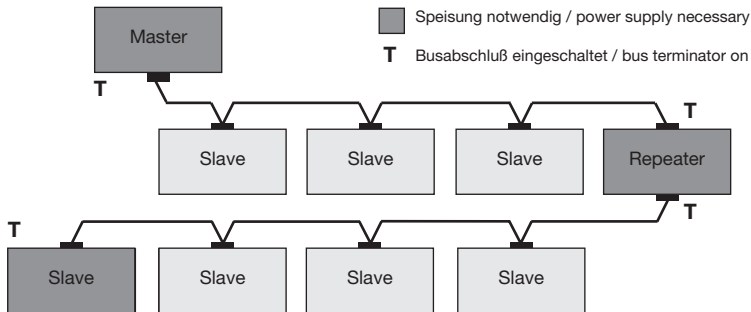 Master
Speisung notwendig / power supply necessary
T Busabschluß eingeschaltet / bus terminator on
T
T
Slave Slave Slave Repeater
T
T
Slave Slave Slave Slave